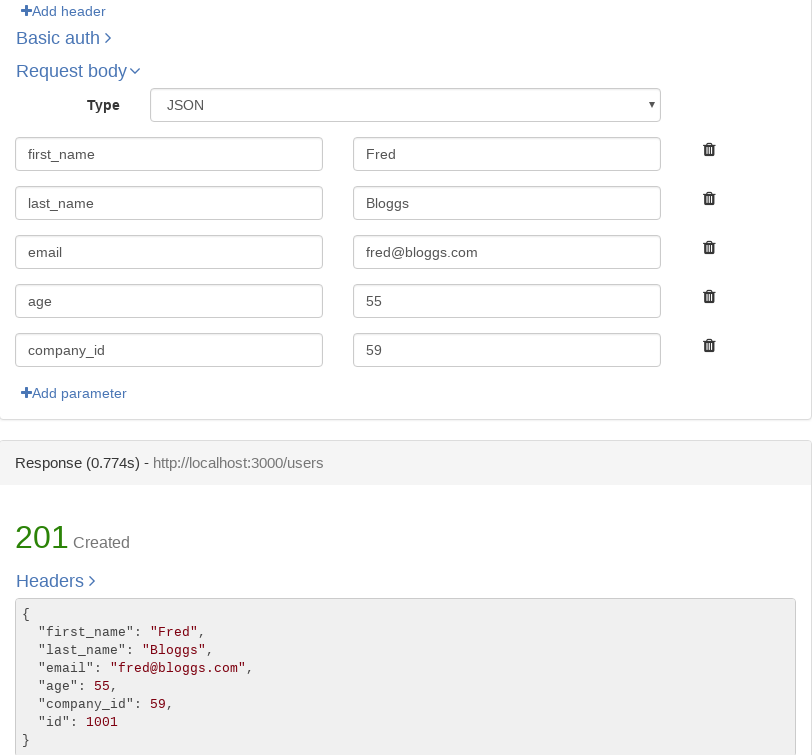 Add header
Basic auth
Request body
Type JSON
first_name Fred
last_name Bloggs
email fred@bloggs.com
age 55
company_id 59
Add parameter
Response (0.774s) - http://localhost:3000/users
201 Created
Headers
{
  "first_name": "Fred",
  "last_name": "Bloggs",
  "email": "fred@bloggs.com",
  "age": 55,
  "company_id": 59,
  "id": 1001
}